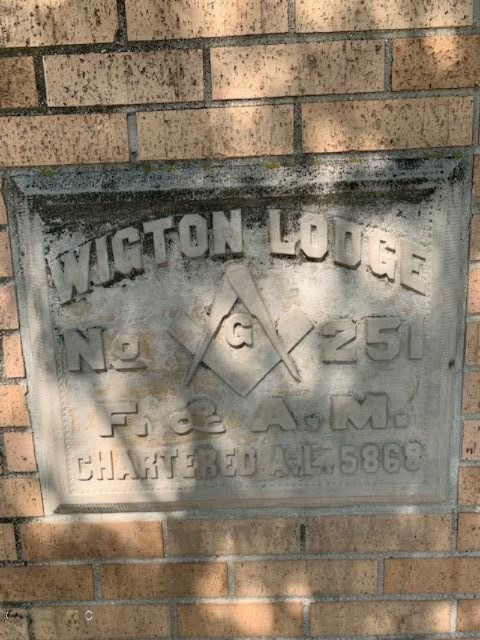 WIGTON LODGE
No G 251
F. & A. M.
CHARTERED A.L. 5868